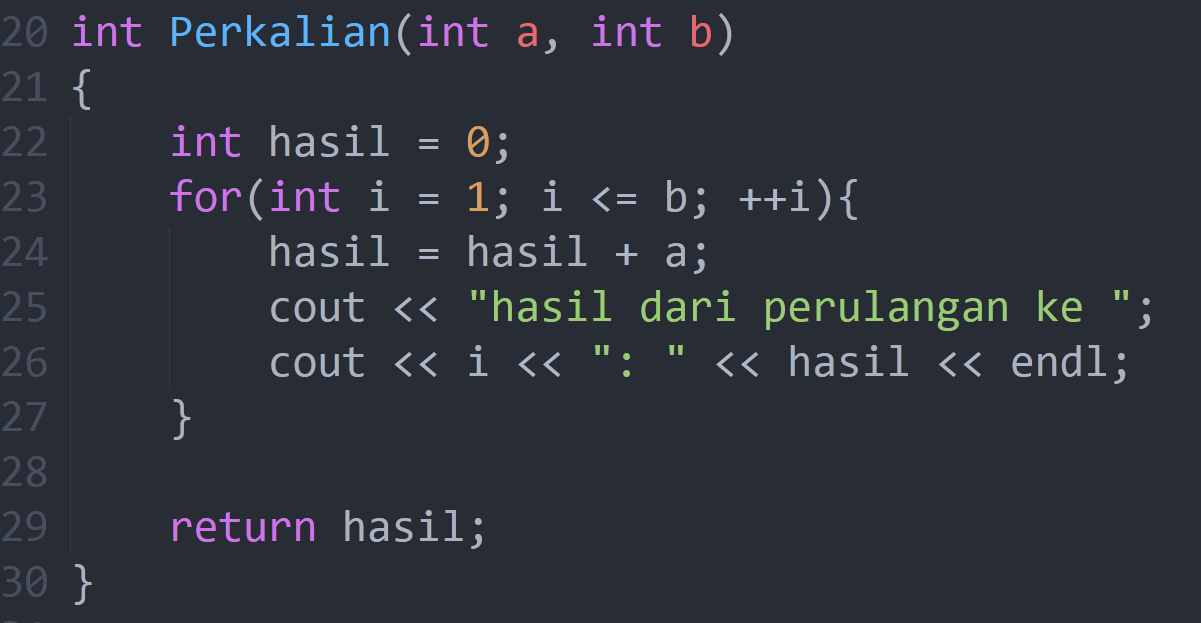 20 int Perkalian(int a, int b)
21 {
22     int hasil = 0;
23     for(int i = 1; i <= b; ++i){
24         hasil = hasil + a;
25         cout << "hasil dari perulangan ke ";
26         cout << i << ": " << hasil << endl;
27     }
28
29     return hasil;
30 }